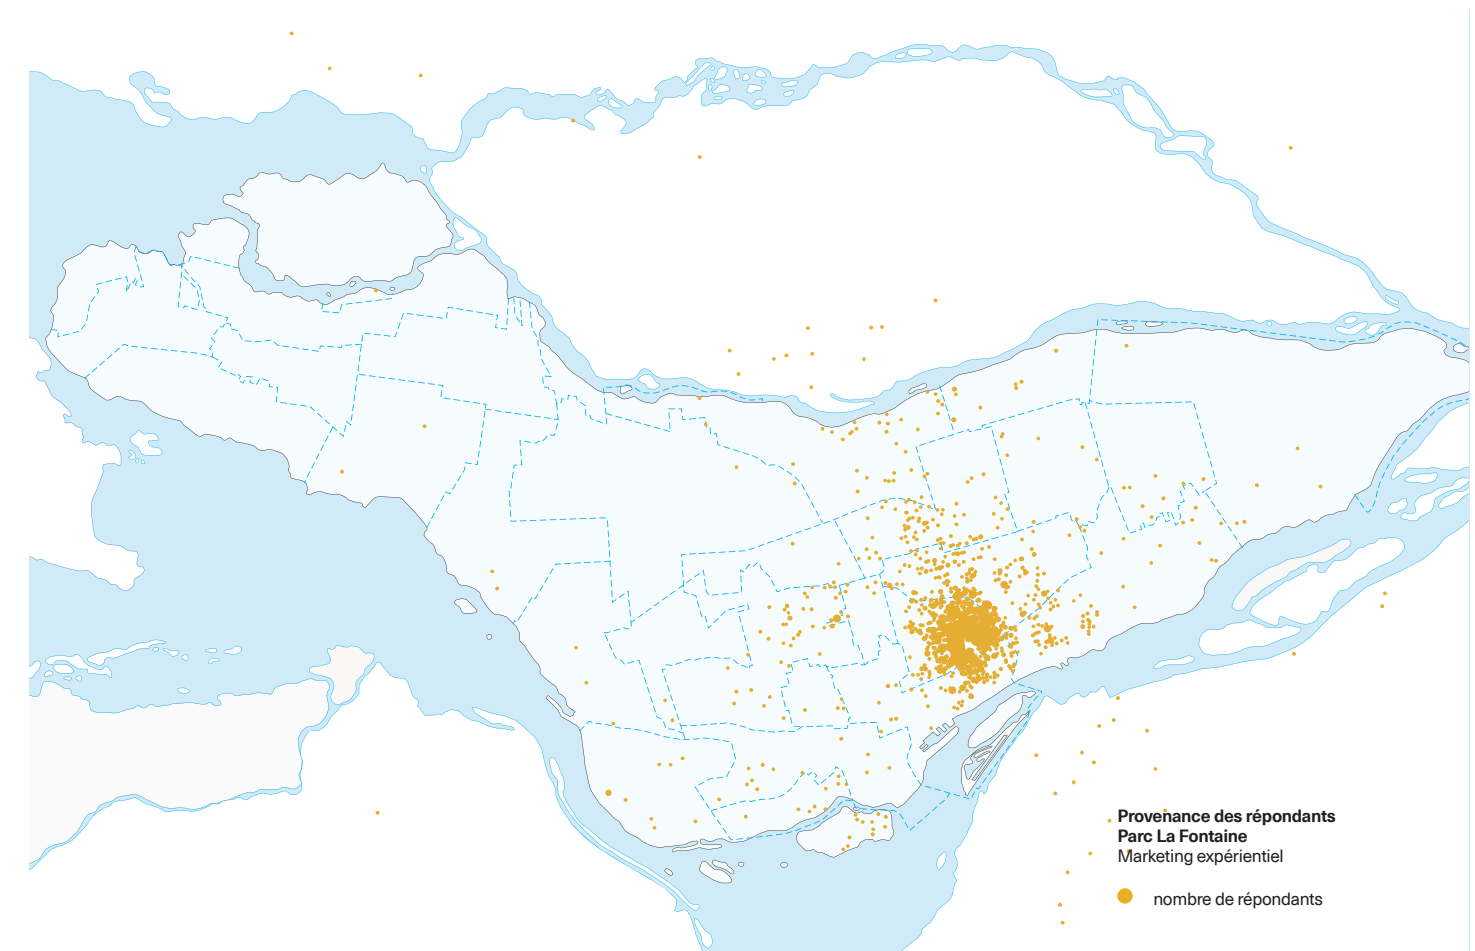 Provenance des répondants
Parc La Fontaine
Marketing expérientiel
nombre de répondants